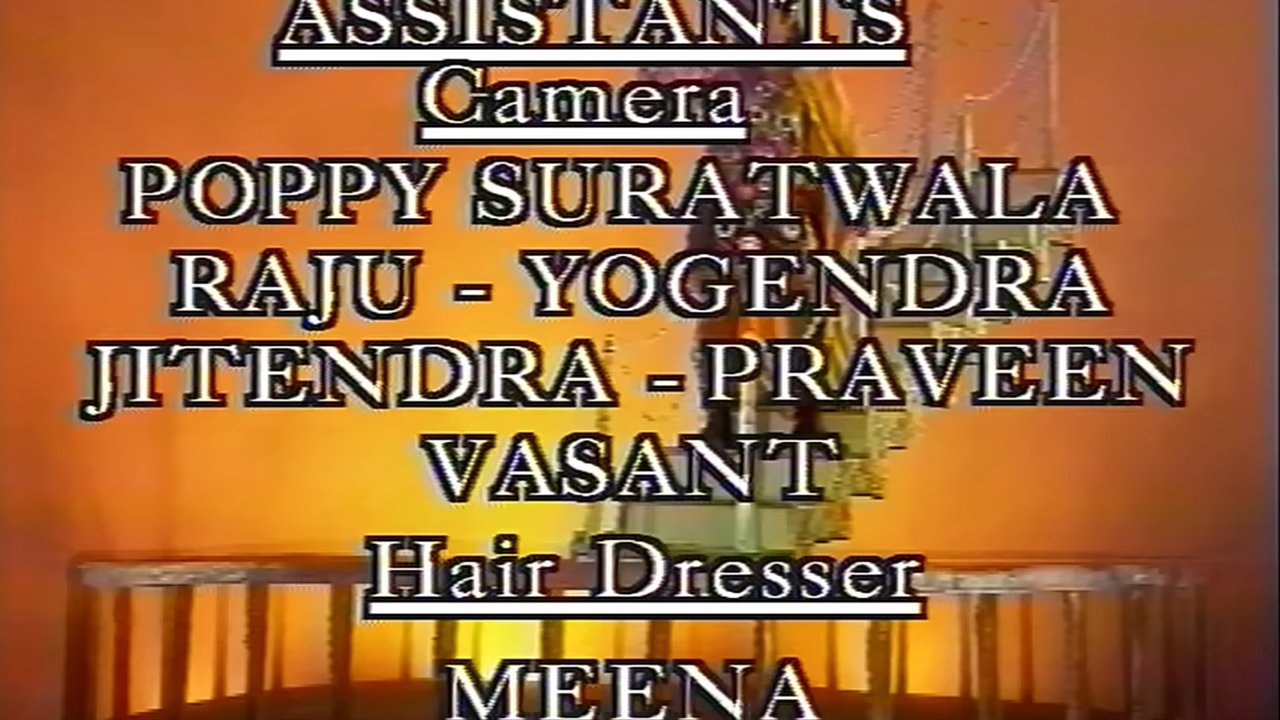 ASSISTANTS
Camera
POPPY SURATWALA
RAJU - YOGENDRA
JITENDRA - PRAVEEN
VASANT
Hair Dresser
MEENA